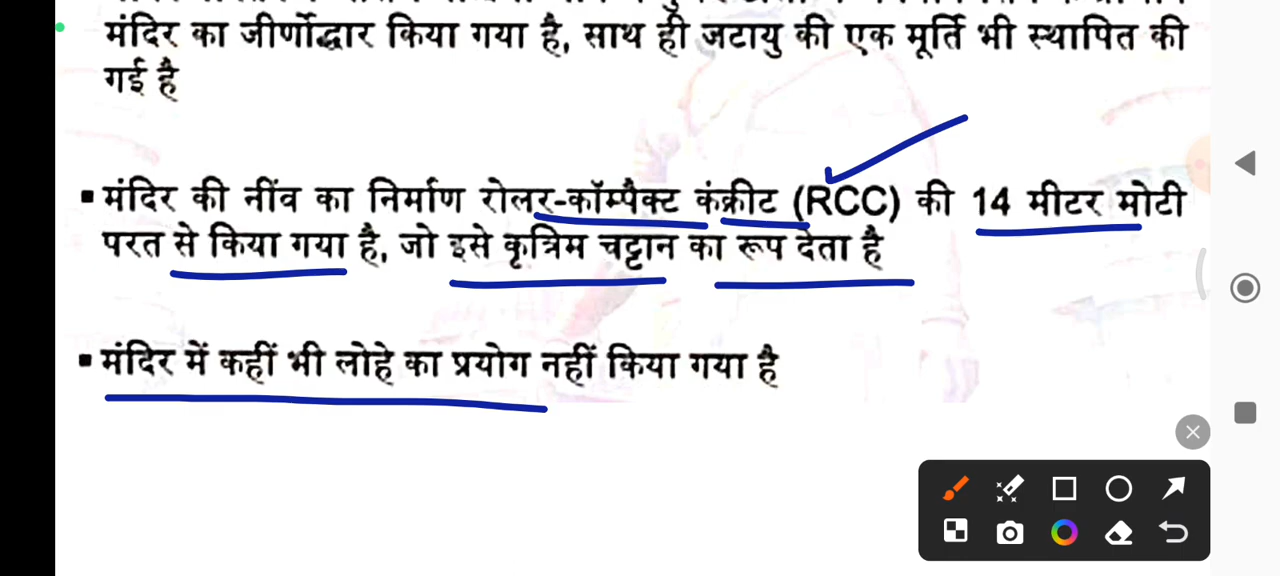 मंदिर का जीर्णोद्धार किया गया है, साथ ही जटायु की एक मूर्ति भी स्थापित की
गई है
▪ मंदिर की नींव का निर्माण रोलर-कॉम्पैक्ट कंक्रीट (RCC) की 14 मीटर मोटी
परत से किया गया है, जो इसे कृत्रिम चट्टान का रूप देता है
▪ मंदिर में कहीं भी लोहे का प्रयोग नहीं किया गया है